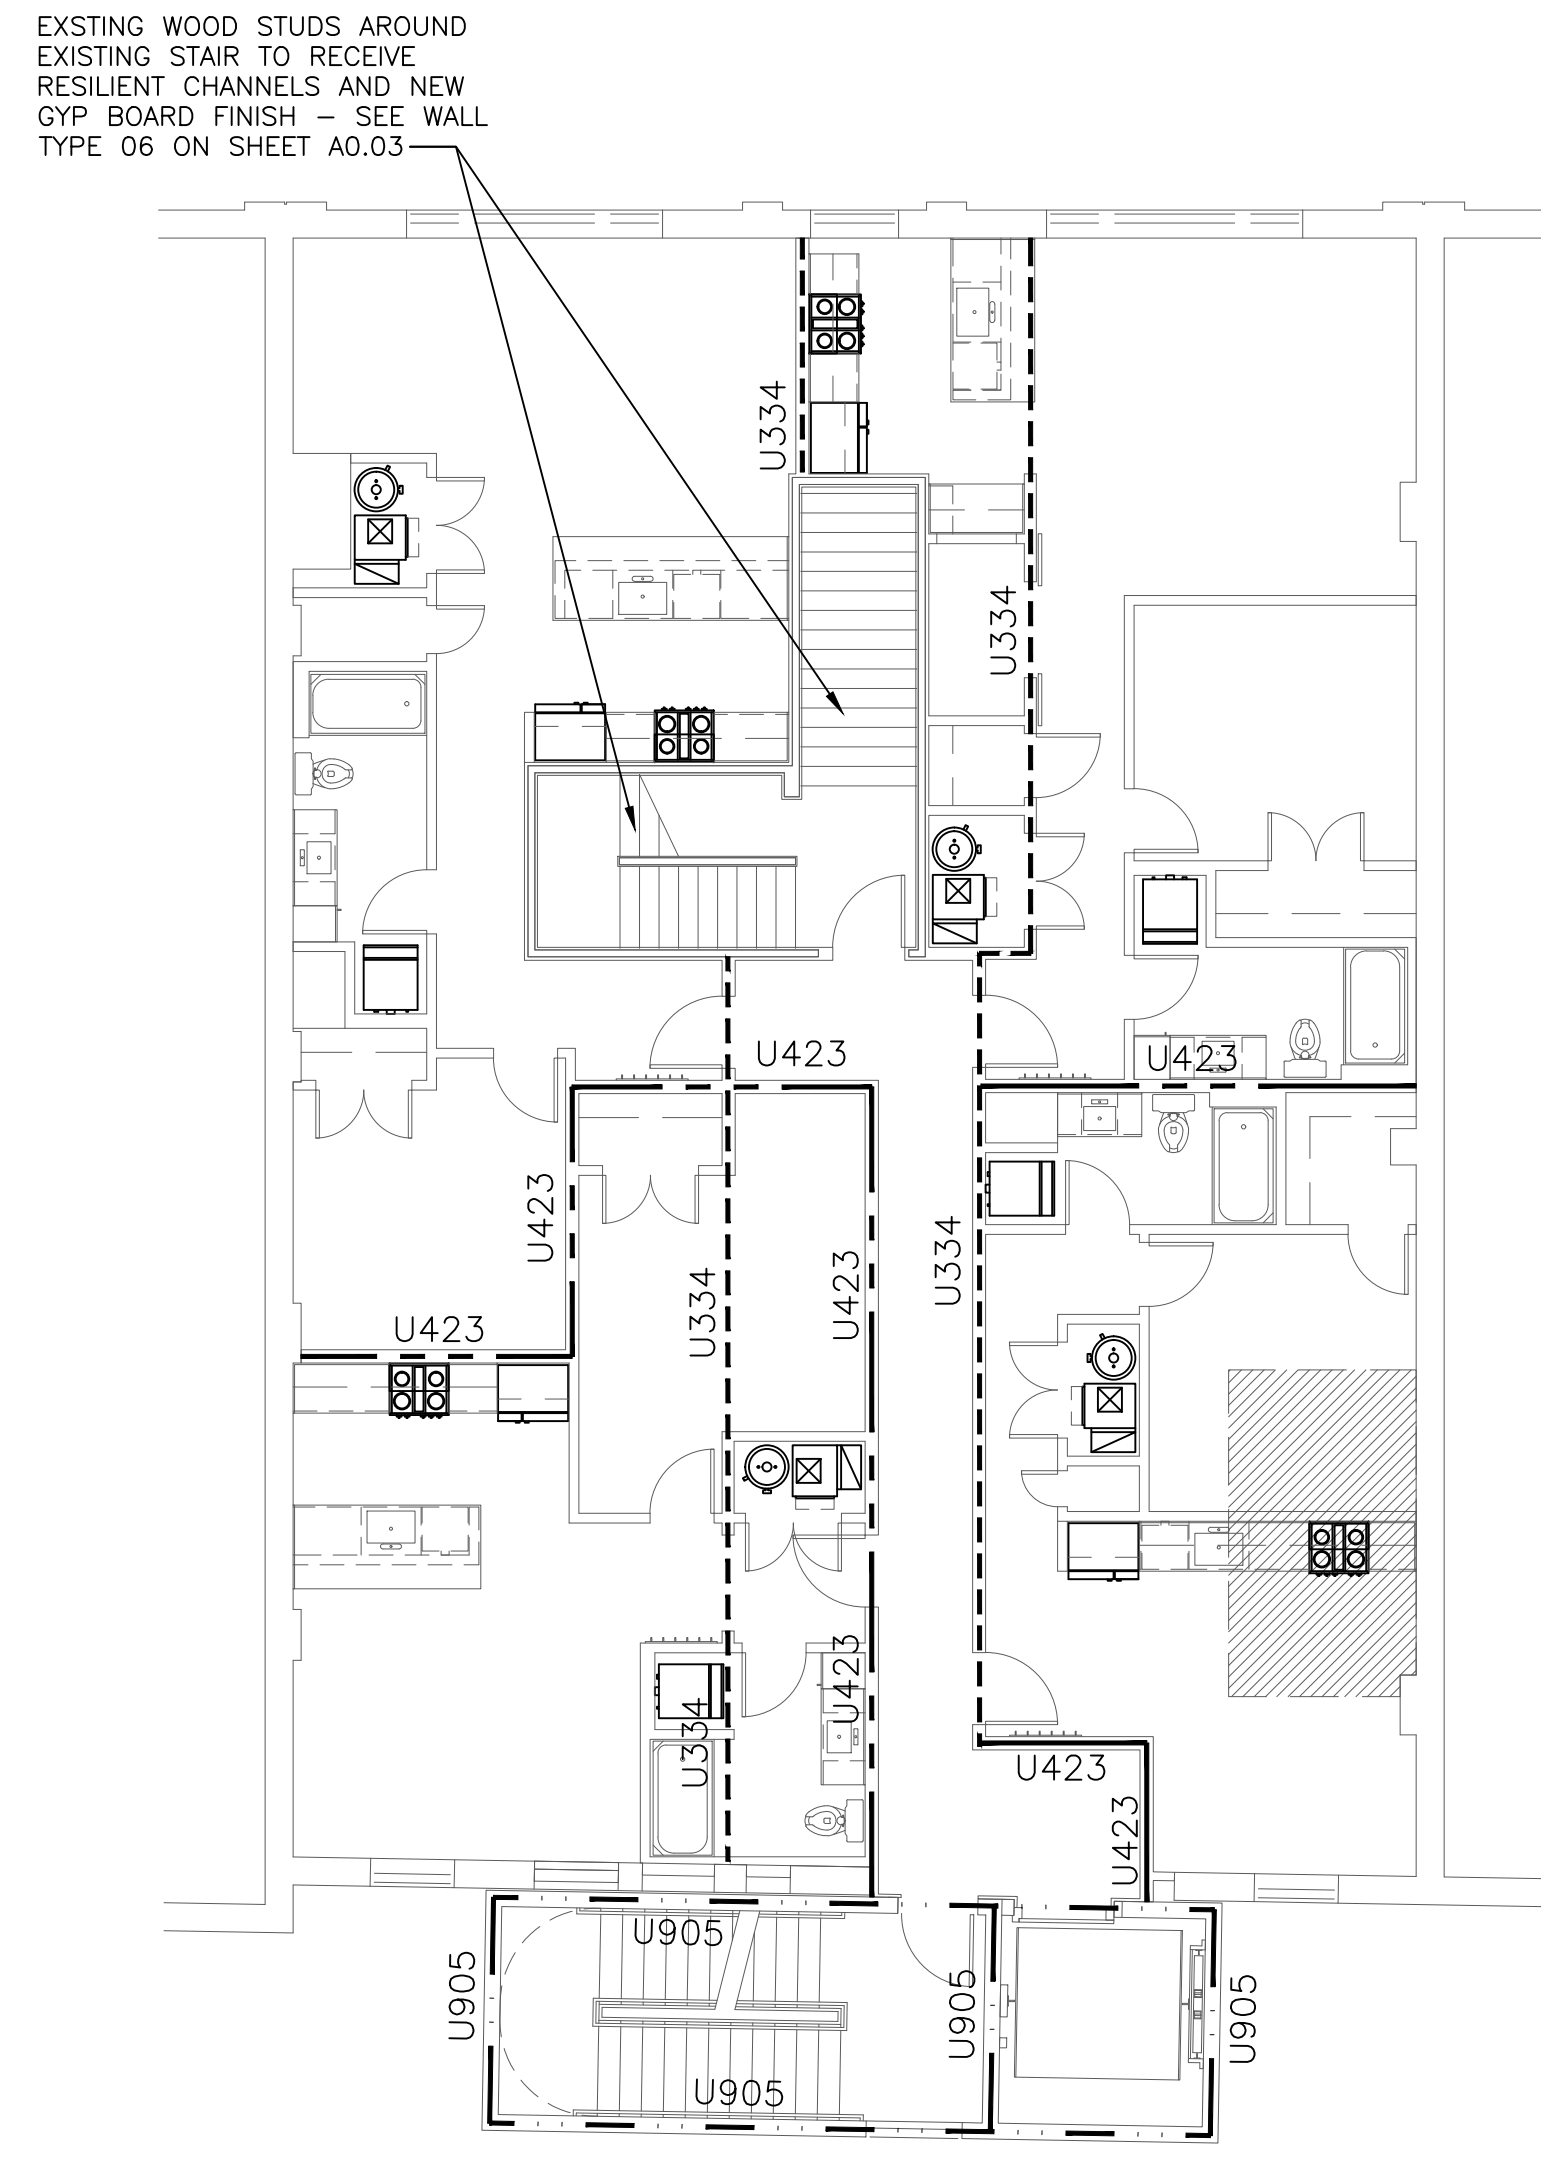 EXSTING WOOD STUDS AROUND
EXISTING STAIR TO RECEIVE
RESILIENT CHANNELS AND NEW
GYP BOARD FINISH – SEE WALL
TYPE 06 ON SHEET A0.03
U334
U334
U423
U423
U423
U334
U423
U334
U423
U423
U334
U423
U423
U905
U905
U905
U905
U905